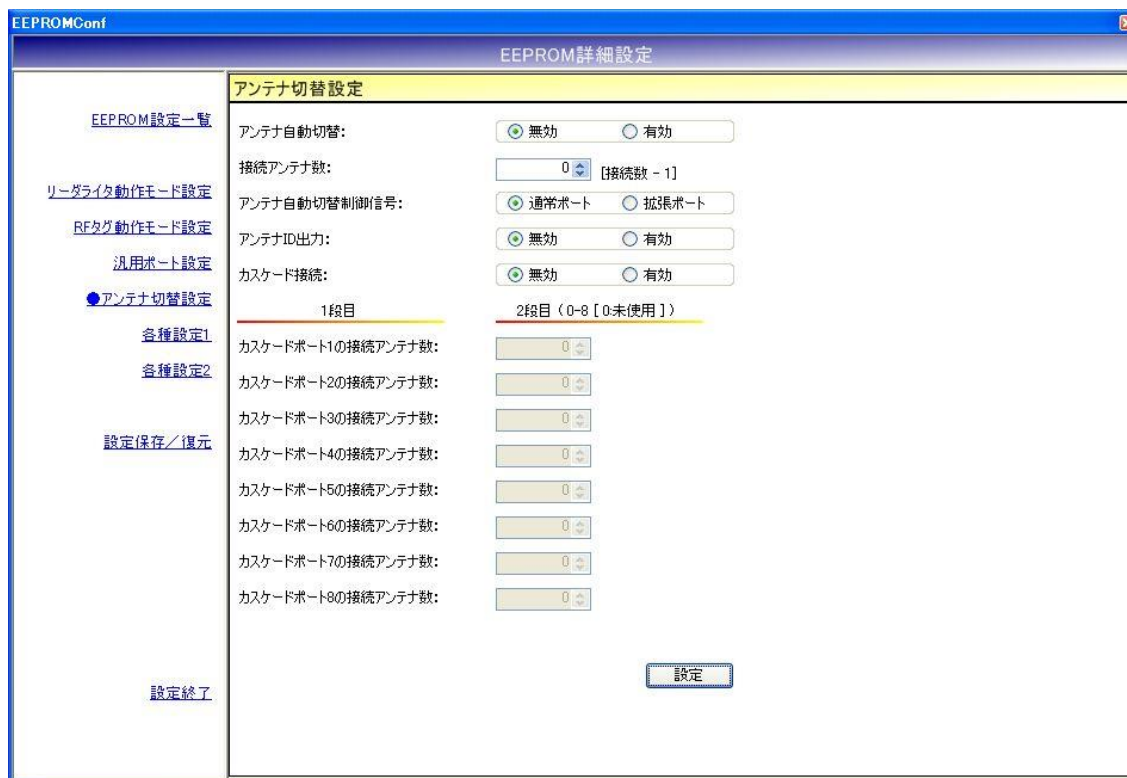 EEPROMConf
EEPROM詳細設定
EEPROM設定一覧
リーダライタ動作モード設定
RFタグ動作モード設定
汎用ポート設定
●アンテナ切替設定
各種設定1
各種設定2
設定保存／復元
設定終了
アンテナ切替設定
アンテナ自動切替: 無効 有効
接続アンテナ数: 0 [接続数 - 1]
アンテナ自動切替制御信号: 通常ポート 拡張ポート
アンテナID出力: 無効 有効
カスケード接続: 無効 有効
1段目 2段目（0-8 [ 0:未使用 ]）
カスケードポート1の接続アンテナ数: 0
カスケードポート2の接続アンテナ数: 0
カスケードポート3の接続アンテナ数: 0
カスケードポート4の接続アンテナ数: 0
カスケードポート5の接続アンテナ数: 0
カスケードポート6の接続アンテナ数: 0
カスケードポート7の接続アンテナ数: 0
カスケードポート8の接続アンテナ数: 0
設定